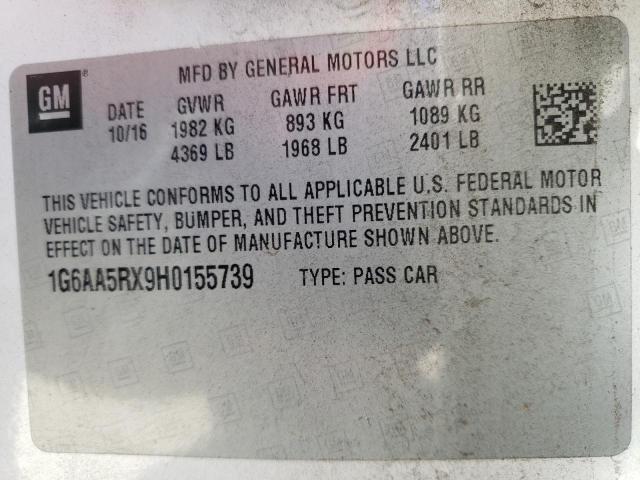 GM ®
MFD BY GENERAL MOTORS LLC
DATE GVWR GAWR FRT GAWR RR
10/16 1982 KG 893 KG 1089 KG
4369 LB 1968 LB 2401 LB
THIS VEHICLE CONFORMS TO ALL APPLICABLE U.S. FEDERAL MOTOR
VEHICLE SAFETY, BUMPER, AND THEFT PREVENTION STANDARDS IN
EFFECT ON THE DATE OF MANUFACTURE SHOWN ABOVE.
1G6AA5RX9H0155739 TYPE: PASS CAR